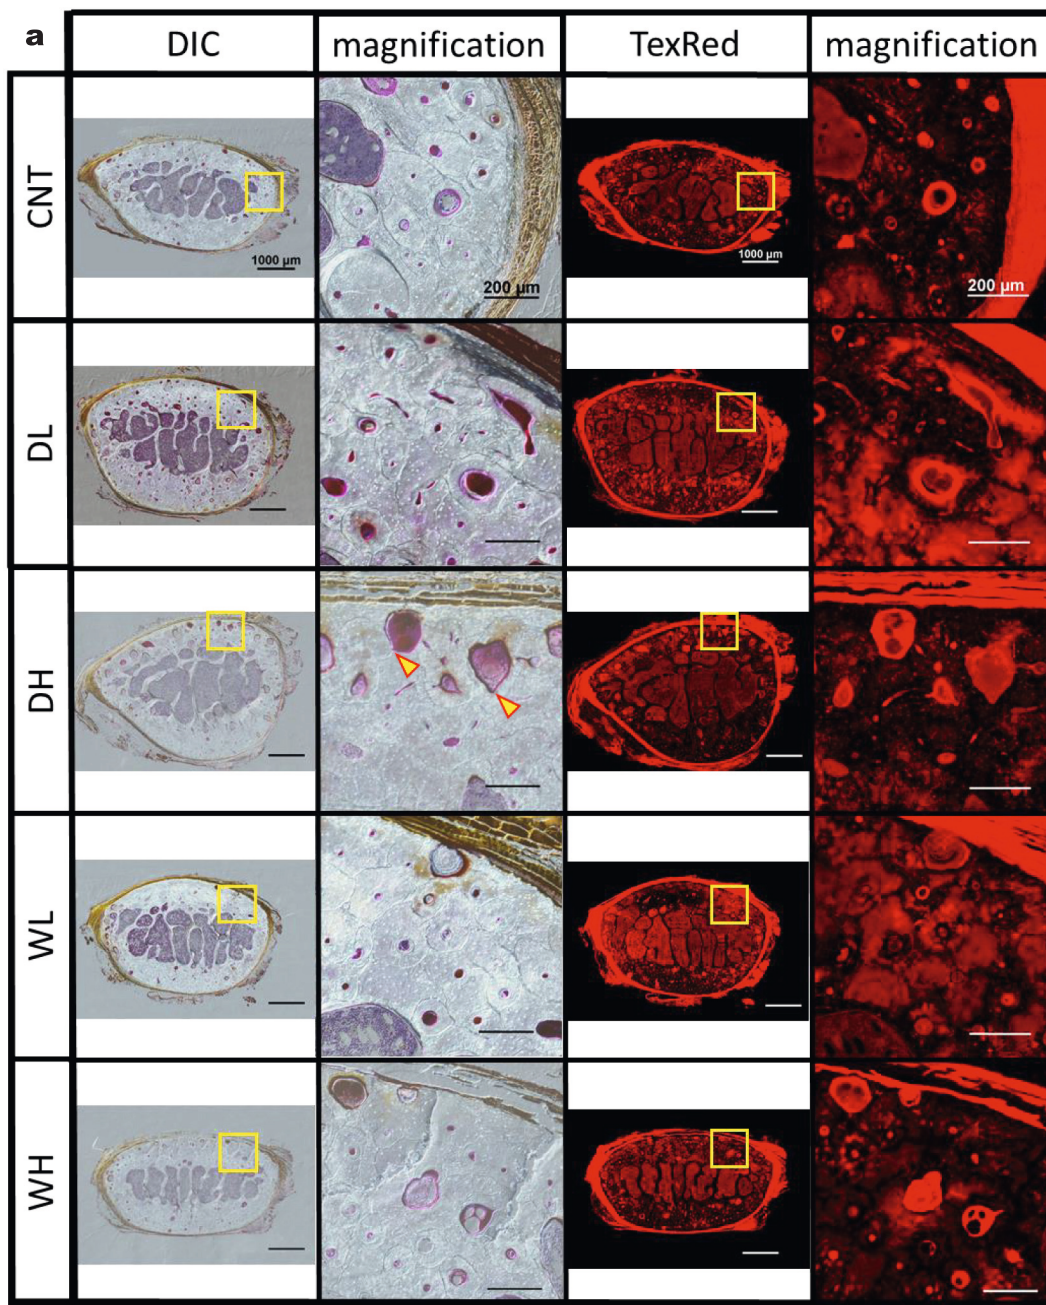 a
DIC magnification TexRed magnification
CNT
1000 μm 200 μm 1000 μm 200 μm
DL
DH
WL
WH